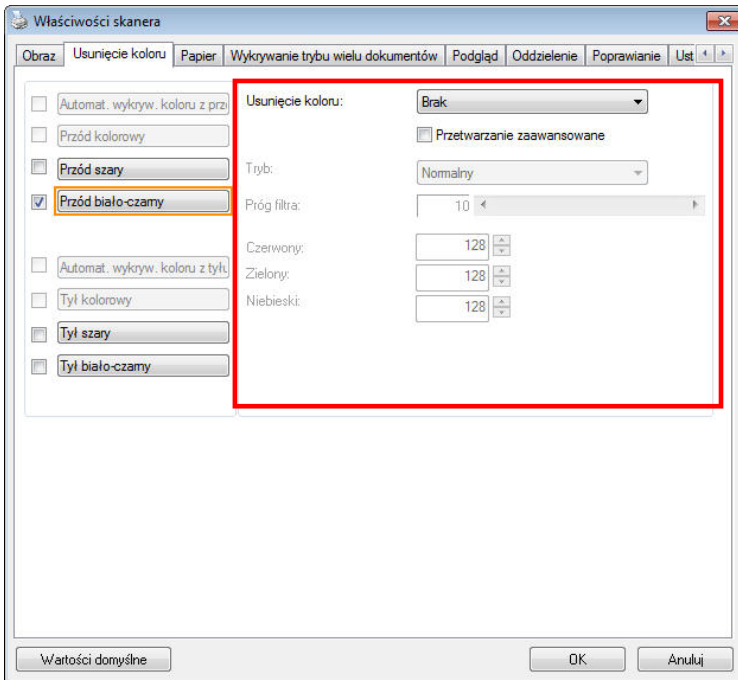 Właściwości skanera
Obraz Usunięcie koloru Papier Wykrywanie trybu wielu dokumentów Podgląd Oddzielenie Poprawianie Ust
Automat. wykryw. koloru z prz
Przód kolorowy
Przód szary
Przód biało-czarny
Automat. wykryw. koloru z tyłu
Tył kolorowy
Tył szary
Tył biało-czarny
Usunięcie koloru: Brak
Przetwarzanie zaawansowane
Tryb: Normalny
Próg filtra: 10
Czerwony: 128
Zielony: 128
Niebieski: 128
Wartości domyślne OK Anuluj